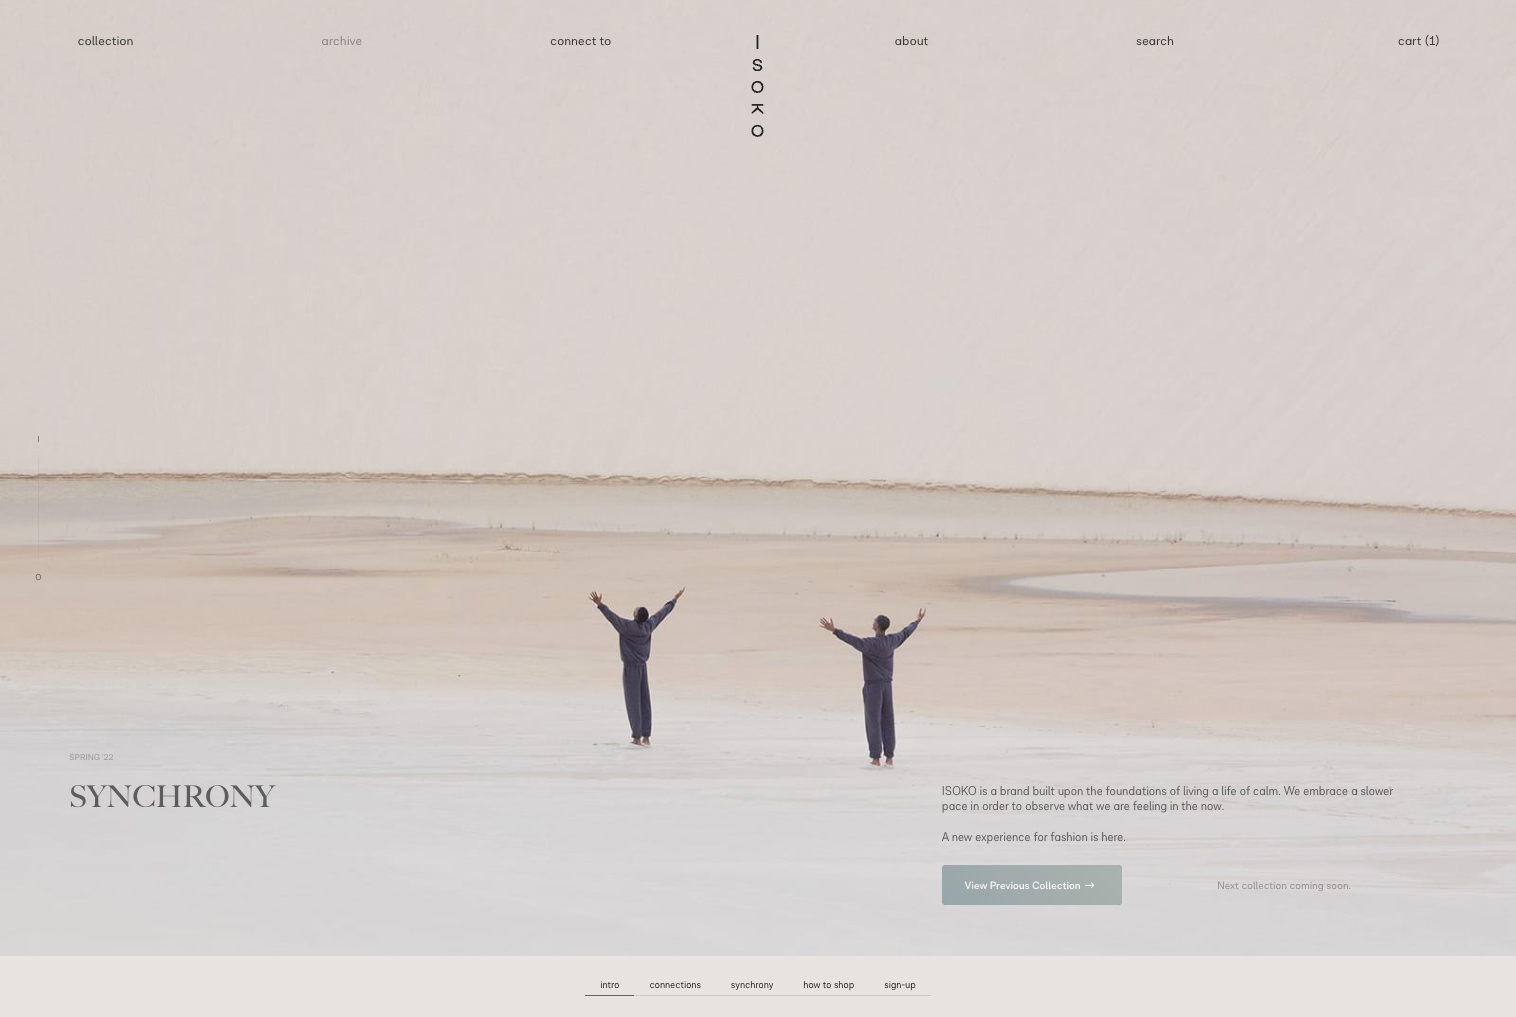 collection
archive
connect to
ISOKO
about
search
cart (1)
I
O
SPRING '22
SYNCHRONY
ISOKO is a brand built upon the foundations of living a life of calm. We embrace a slower
pace in order to observe what we are feeling in the now.
A new experience for fashion is here.
View Previous Collection →
Next collection coming soon.
intro
connections
synchrony
how to shop
sign-up